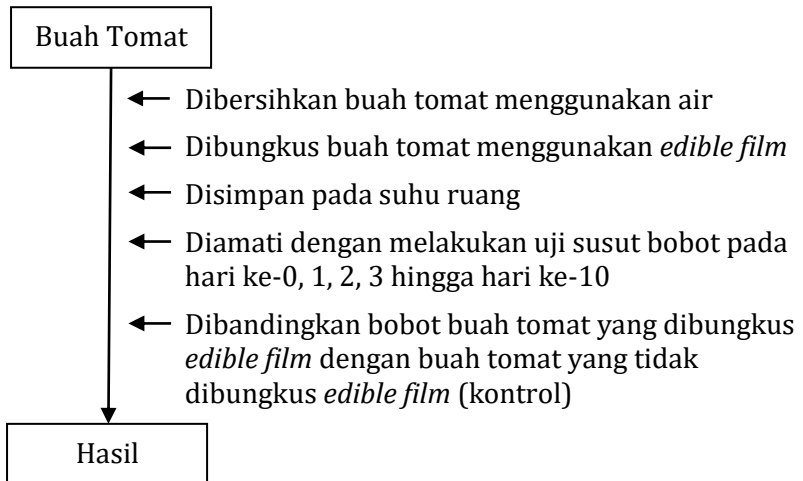 Buah Tomat
Dibersihkan buah tomat menggunakan air
Dibungkus buah tomat menggunakan edible film
Disimpan pada suhu ruang
Diamati dengan melakukan uji susut bobot pada
hari ke-0, 1, 2, 3 hingga hari ke-10
Dibandingkan bobot buah tomat yang dibungkus
edible film dengan buah tomat yang tidak
dibungkus edible film (kontrol)
Hasil